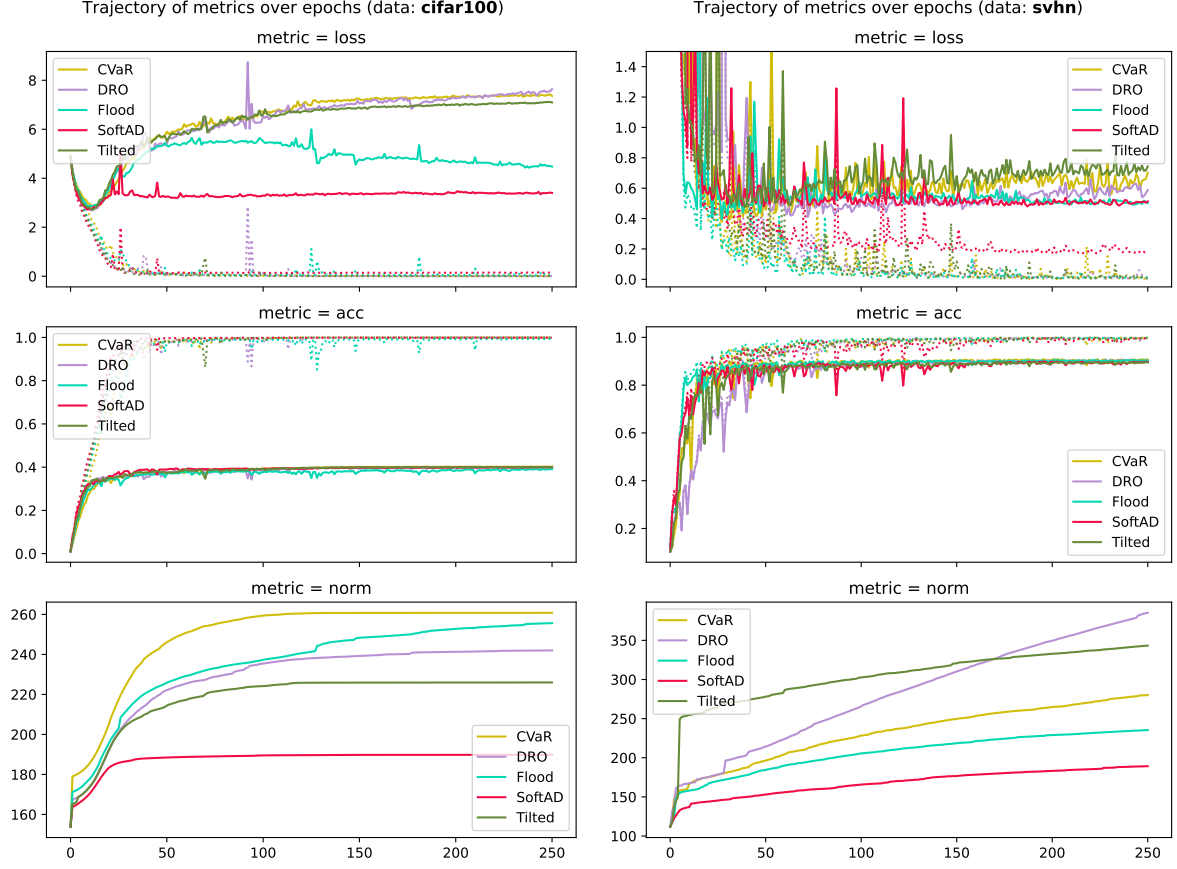 Trajectory of metrics over epochs (data: cifar100)
metric = loss
8
6
4
2
0
CVaR
DRO
Flood
SoftAD
Tilted
metric = acc
1.0
0.8
0.6
0.4
0.2
0.0
CVaR
DRO
Flood
SoftAD
Tilted
metric = norm
260
240
220
200
180
160
CVaR
DRO
Flood
SoftAD
Tilted
0 50 100 150 200 250
Trajectory of metrics over epochs (data: svhn)
metric = loss
1.4
1.2
1.0
0.8
0.6
0.4
0.2
0.0
CVaR
DRO
Flood
SoftAD
Tilted
metric = acc
1.0
0.8
0.6
0.4
0.2
CVaR
DRO
Flood
SoftAD
Tilted
metric = norm
350
300
250
200
150
100
CVaR
DRO
Flood
SoftAD
Tilted
0 50 100 150 200 250